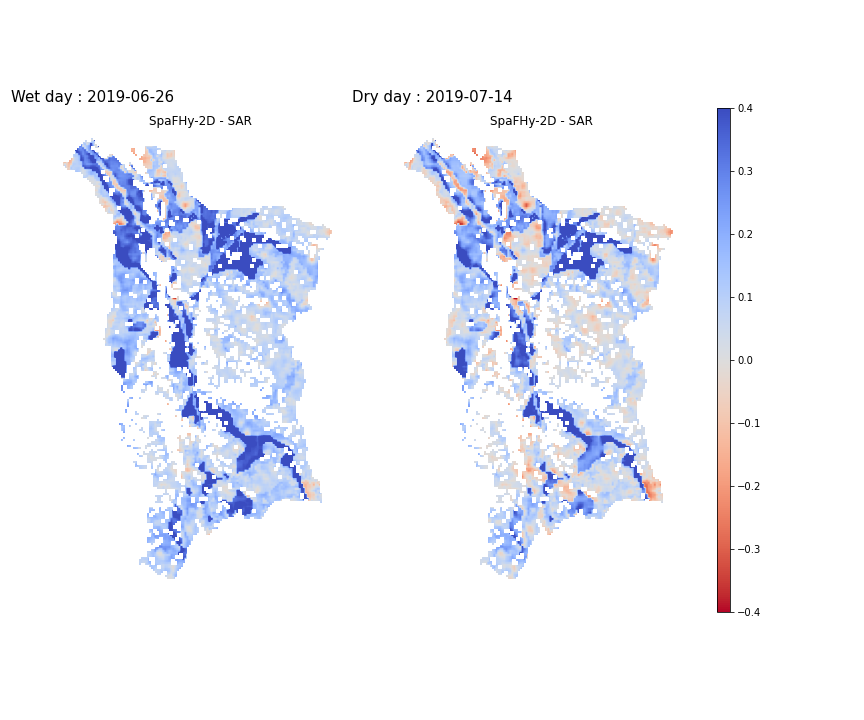 Wet day : 2019-06-26
Dry day : 2019-07-14
SpaFHy-2D - SAR
SpaFHy-2D - SAR
0.4
0.3
0.2
0.1
0.0
−0.1
−0.2
−0.3
−0.4